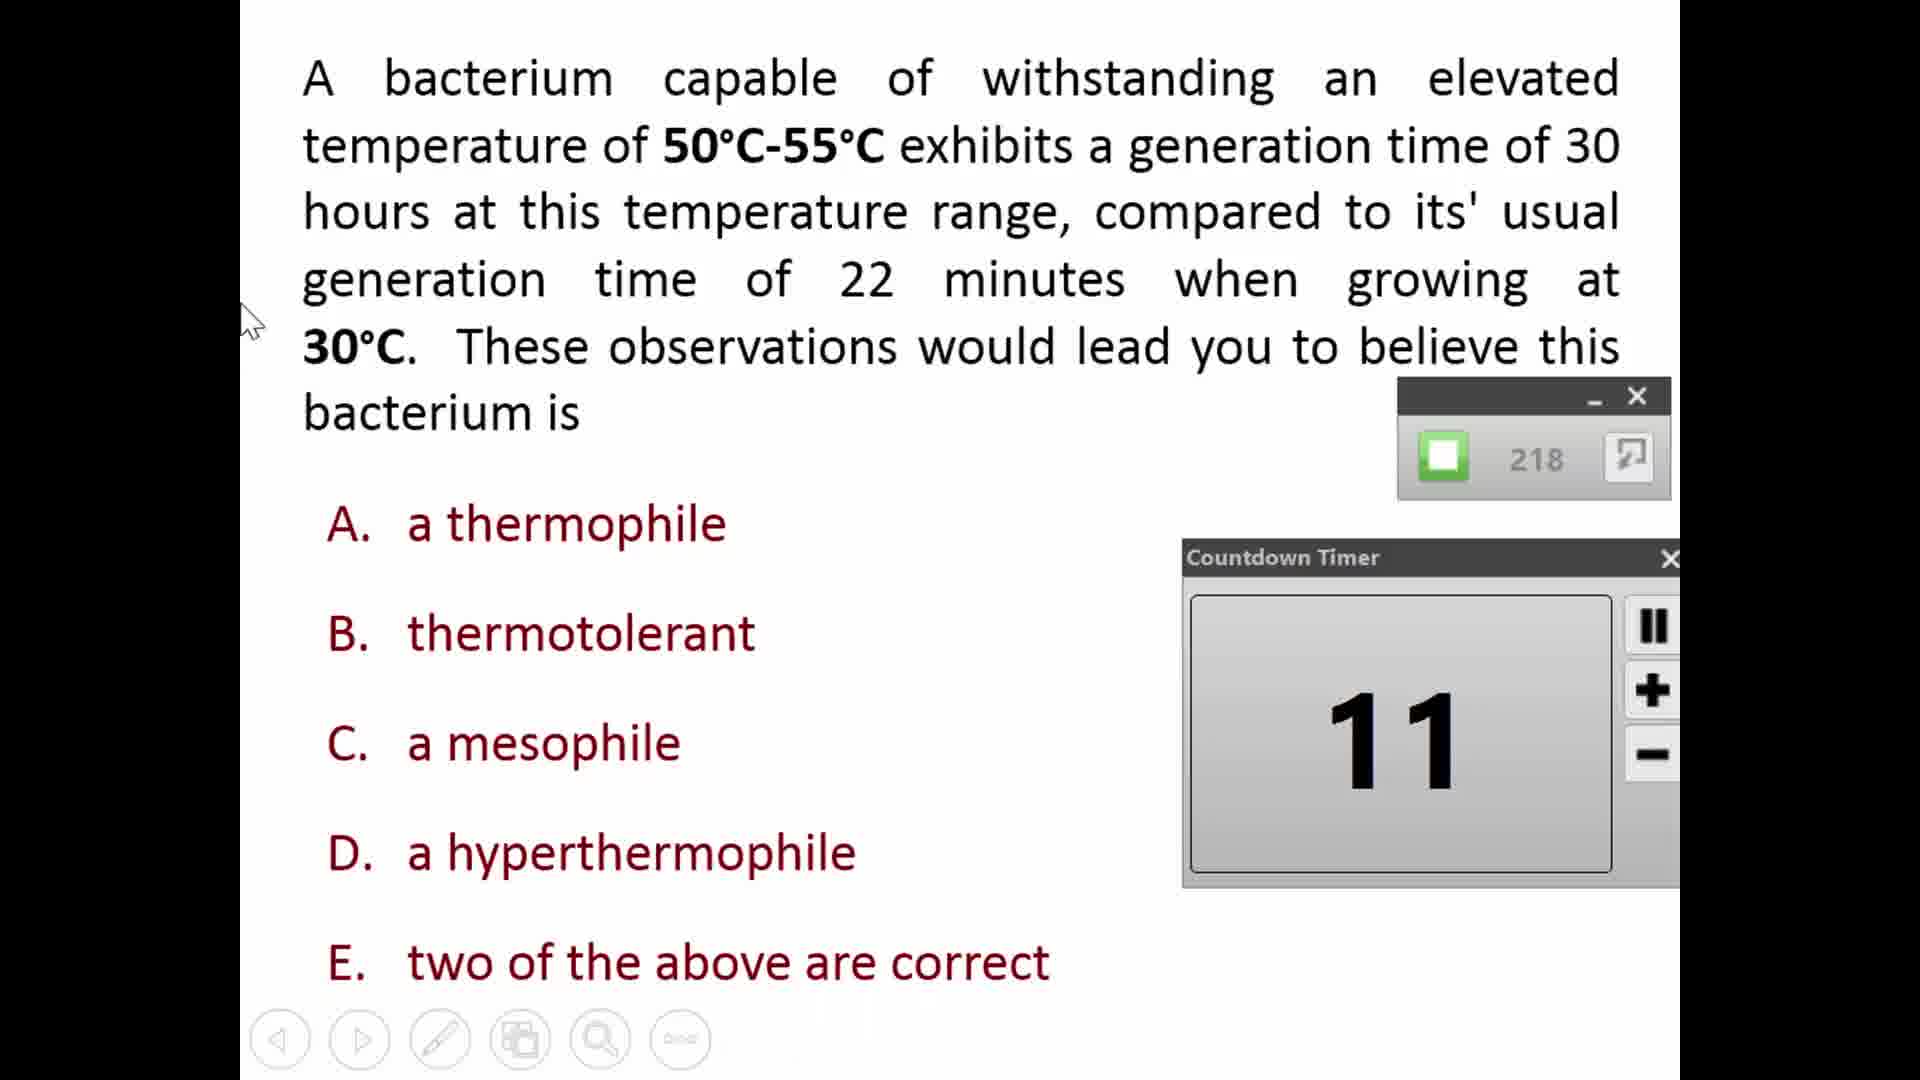 A bacterium capable of withstanding an elevated
temperature of 50°C-55°C exhibits a generation time of 30
hours at this temperature range, compared to its' usual
generation time of 22 minutes when growing at
30°C. These observations would lead you to believe this
bacterium is
218
A. a thermophile
Countdown Timer
B. thermotolerant
11
C. a mesophile
D. a hyperthermophile
E. two of the above are correct